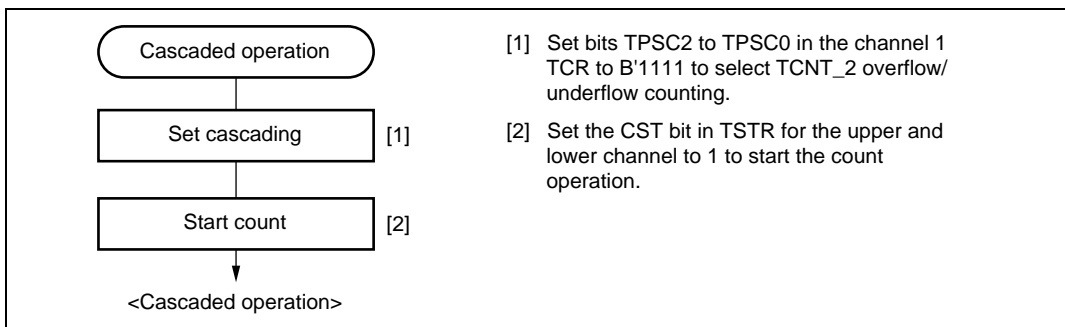 Cascaded operation
Set cascading
[1]
Start count
[2]
<Cascaded operation>
[1] Set bits TPSC2 to TPSC0 in the channel 1
TCR to B'1111 to select TCNT_2 overflow/
underflow counting.
[2] Set the CST bit in TSTR for the upper and
lower channel to 1 to start the count
operation.